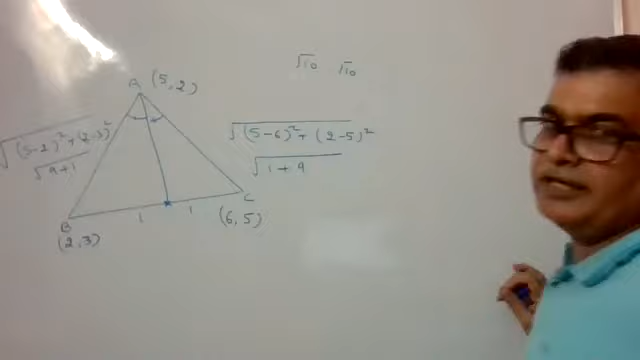 √10 √10
A (5,2)
√(5-2)²+(2-3)²
√9+1
√(5-6)²+(2-5)²
√1+9
1 1
B
(2,3)
C
(6,5)